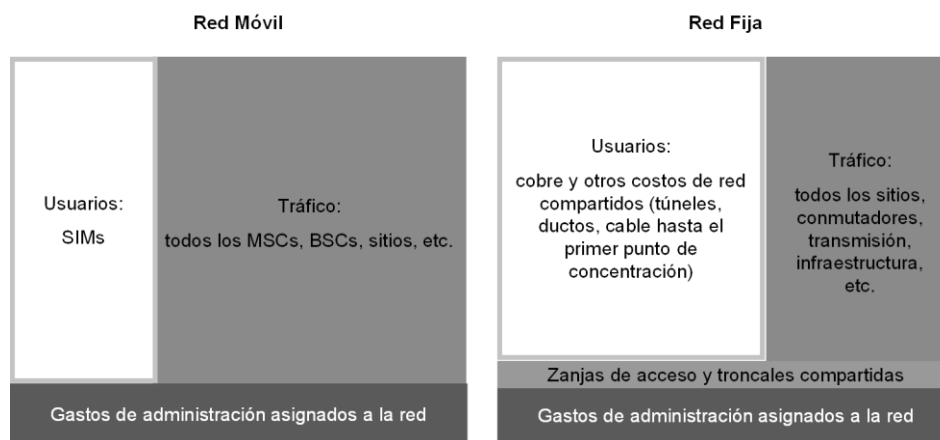 Red Móvil
Usuarios:
SIMs
Tráfico:
todos los MSCs, BSCs, sitios, etc.
Gastos de administración asignados a la red
Red Fija
Usuarios:
cobre y otros costos de red
compartidos (túneles,
ductos, cable hasta el
primer punto de
concentración)
Tráfico:
todos los sitios,
conmutadores,
transmisión,
infraestructura,
etc.
Zanjas de acceso y troncales compartidas
Gastos de administración asignados a la red